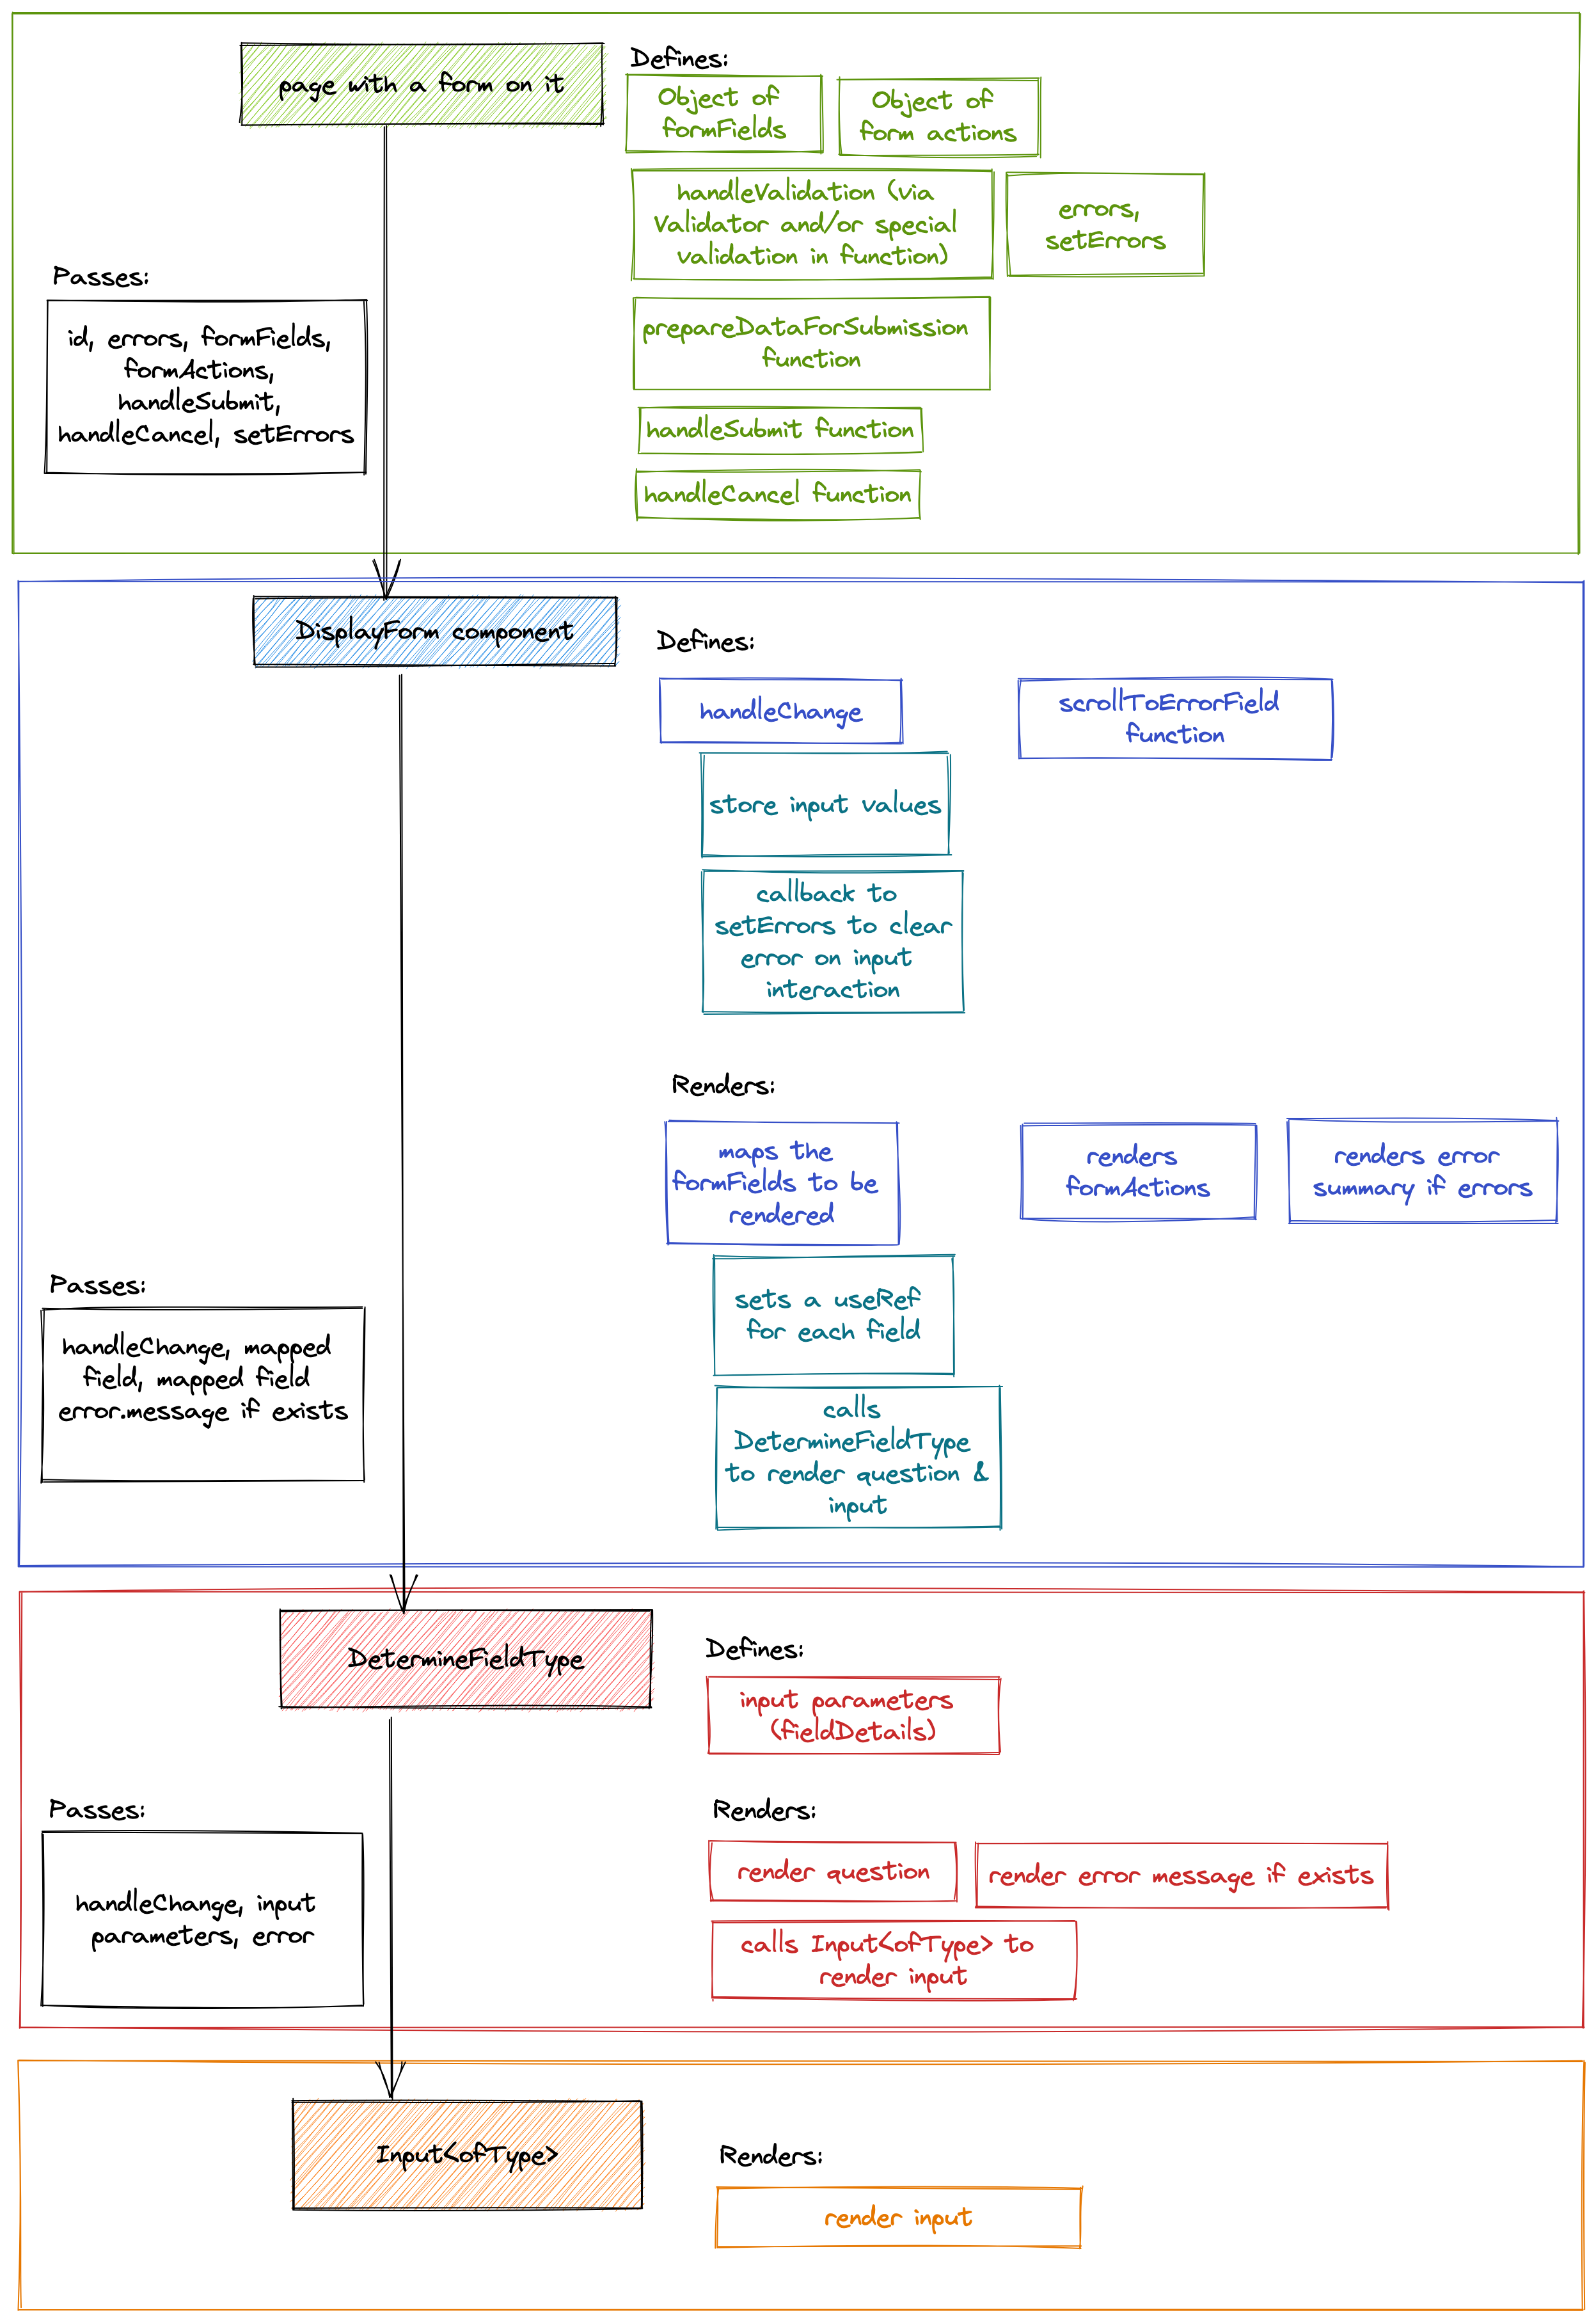 page with a form on it
Defines:
Object of
formFields
Object of
form actions
handleValidation (via
Validator and/or special
validation in function)
errors,
setErrors
Passes:
id, errors, formFields,
formActions,
handleSubmit,
handleCancel, setErrors
prepareDataForSubmission
function
handleSubmit function
handleCancel function
DisplayForm component
Defines:
handleChange
scrollToErrorField
function
store input values
callback to
setErrors to clear
error on input
interaction
Renders:
maps the
formFields to be
rendered
renders
formActions
renders error
summary if errors
Passes:
handleChange, mapped
field, mapped field
error.message if exists
sets a useRef
for each field
calls
DetermineFieldType
to render question &
input
DetermineFieldType
Defines:
input parameters
(fieldDetails)
Passes:
handleChange, input
parameters, error
Renders:
render question
render error message if exists
calls Input<ofType> to
render input
Input<ofType>
Renders:
render input